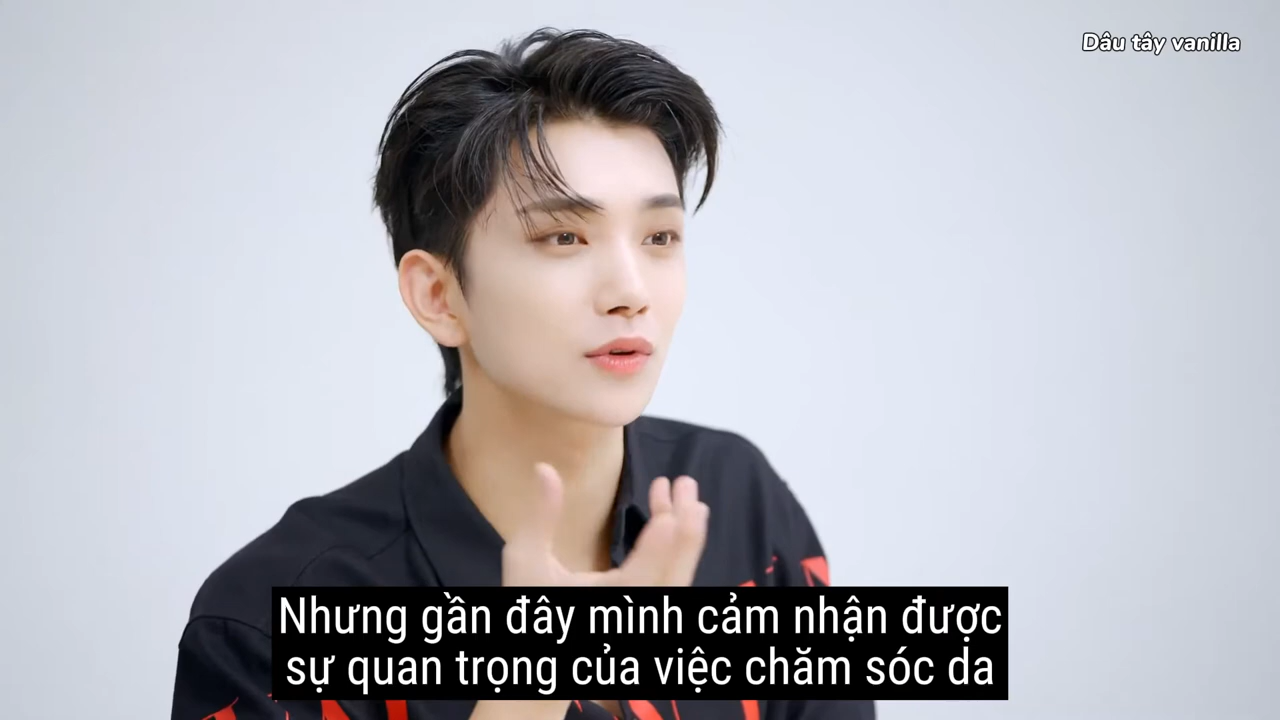 Dâu tây vanilla
Nhưng gần đây mình cảm nhận được
sự quan trọng của việc chăm sóc da